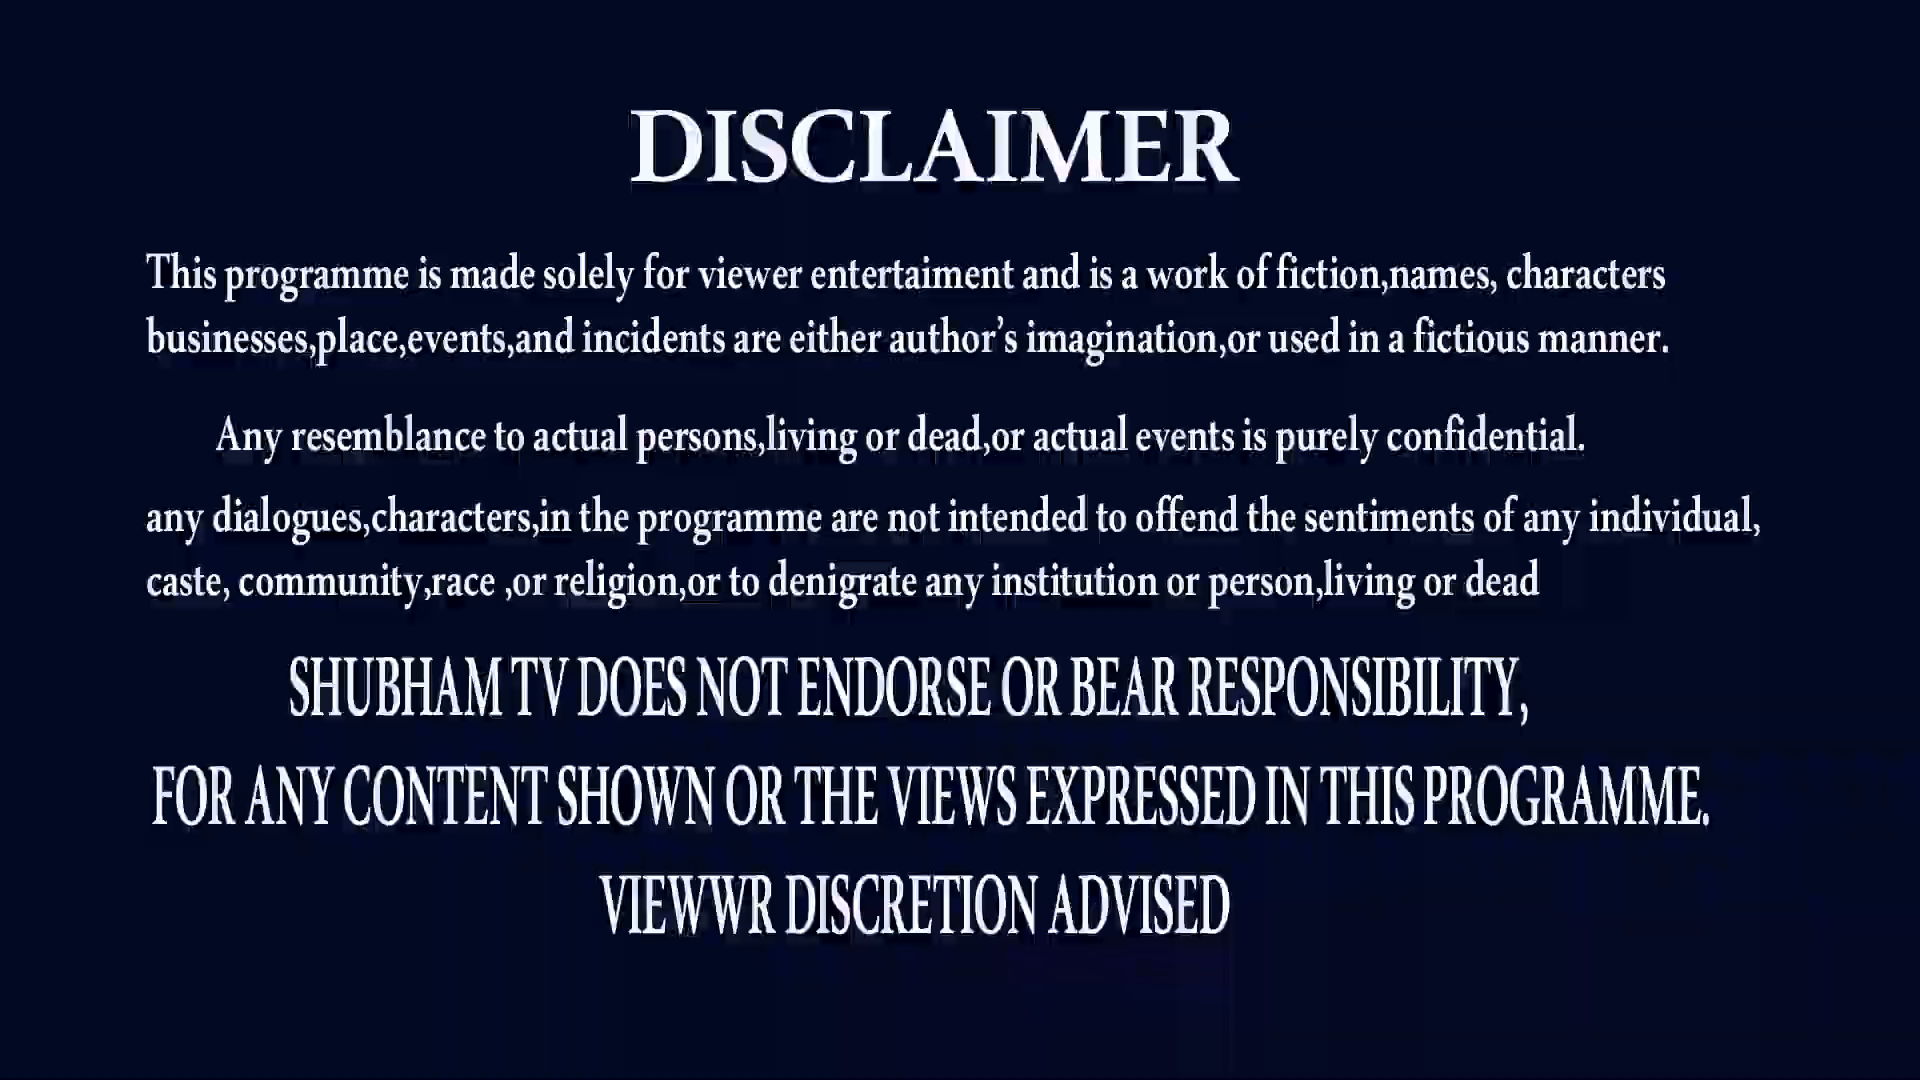 DISCLAIMER
This programme is made solely for viewer entertaiment and is a work of fiction,names, characters
businesses,place,events,and incidents are either author's imagination,or used in a fictious manner.
Any resemblance to actual persons,living or dead,or actual events is purely confidential.
any dialogues,characters,in the programme are not intended to offend the sentiments of any individual,
caste, community,race ,or religion,or to denigrate any institution or person,living or dead
SHUBHAM TV DOES NOT ENDORSE OR BEAR RESPONSIBILITY,
FOR ANY CONTENT SHOWN OR THE VIEWS EXPRESSED IN THIS PROGRAMME.
VIEWWR DISCRETION ADVISED